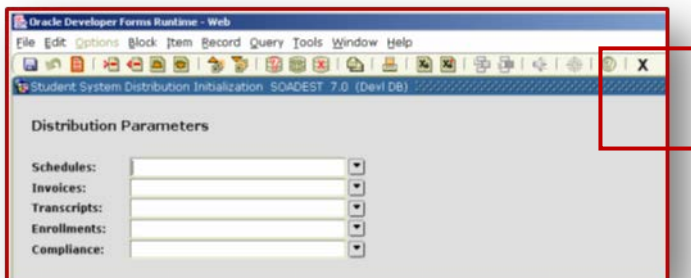 Oracle Developer Forms Runtime - Web
File Edit Options Block Item Record Query Tools Window Help
X
Student System Distribution Initialization SOADEST 7.0 (Devl DB)
Distribution Parameters
Schedules:
Invoices:
Transcripts:
Enrollments:
Compliance: